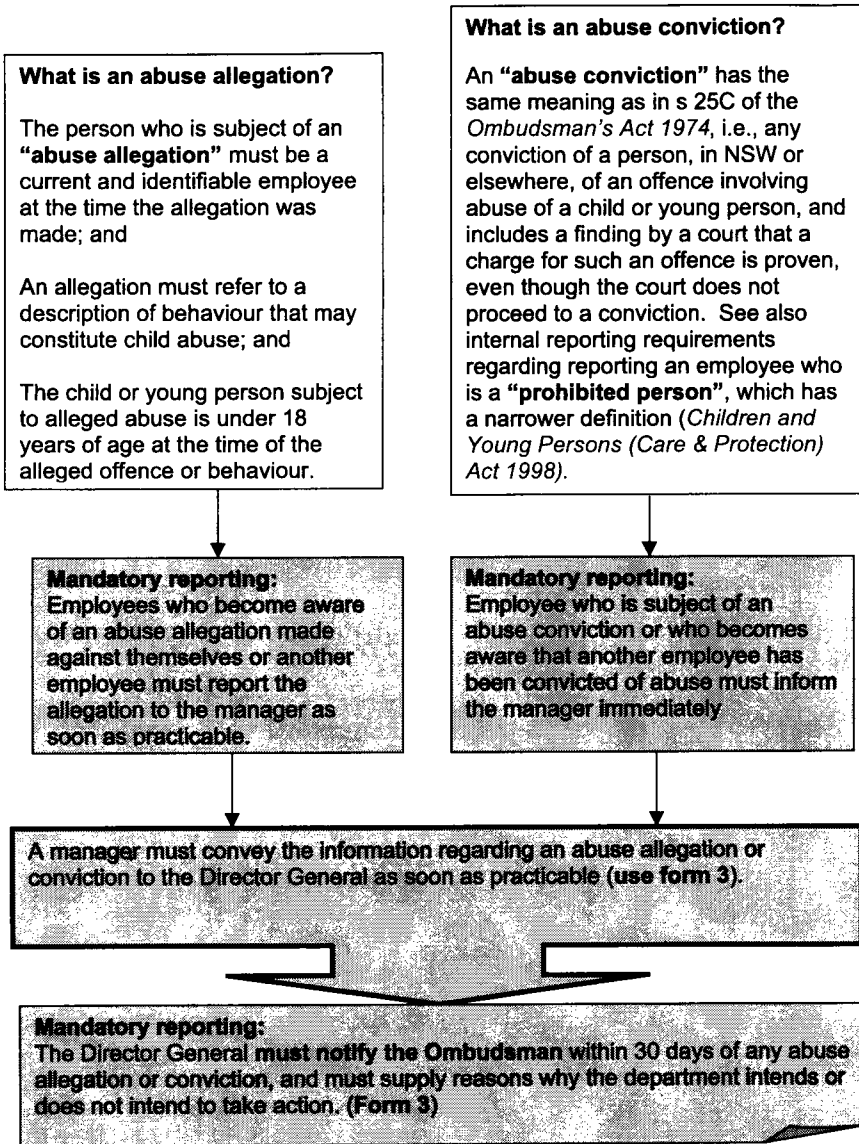 What is an abuse allegation?
The person who is subject of an
“abuse allegation” must be a
current and identifiable employee
at the time the allegation was
made; and
An allegation must refer to a
description of behaviour that may
constitute child abuse; and
The child or young person subject
to alleged abuse is under 18
years of age at the time of the
alleged offence or behaviour.
What is an abuse conviction?
An “abuse conviction” has the
same meaning as in s 25C of the
Ombudsman’s Act 1974, i.e., any
conviction of a person, in NSW or
elsewhere, of an offence involving
abuse of a child or young person, and
includes a finding by a court that a
charge for such an offence is proven,
even though the court does not
proceed to a conviction. See also
internal reporting requirements
regarding reporting an employee who
is a “prohibited person”, which has
a narrower definition (Children and
Young Persons (Care & Protection)
Act 1998).
Mandatory reporting:
Employees who become aware
of an abuse allegation made
against themselves or another
employee must report the
allegation to the manager as
soon as practicable.
Mandatory reporting:
Employee who is subject of an
abuse conviction or who becomes
aware that another employee has
been convicted of abuse must inform
the manager immediately
A manager must convey the information regarding an abuse allegation or
conviction to the Director General as soon as practicable (use form 3).
Mandatory reporting:
The Director General must notify the Ombudsman within 30 days of any abuse
allegation or conviction, and must supply reasons why the department intends or
does not intend to take action. (Form 3)